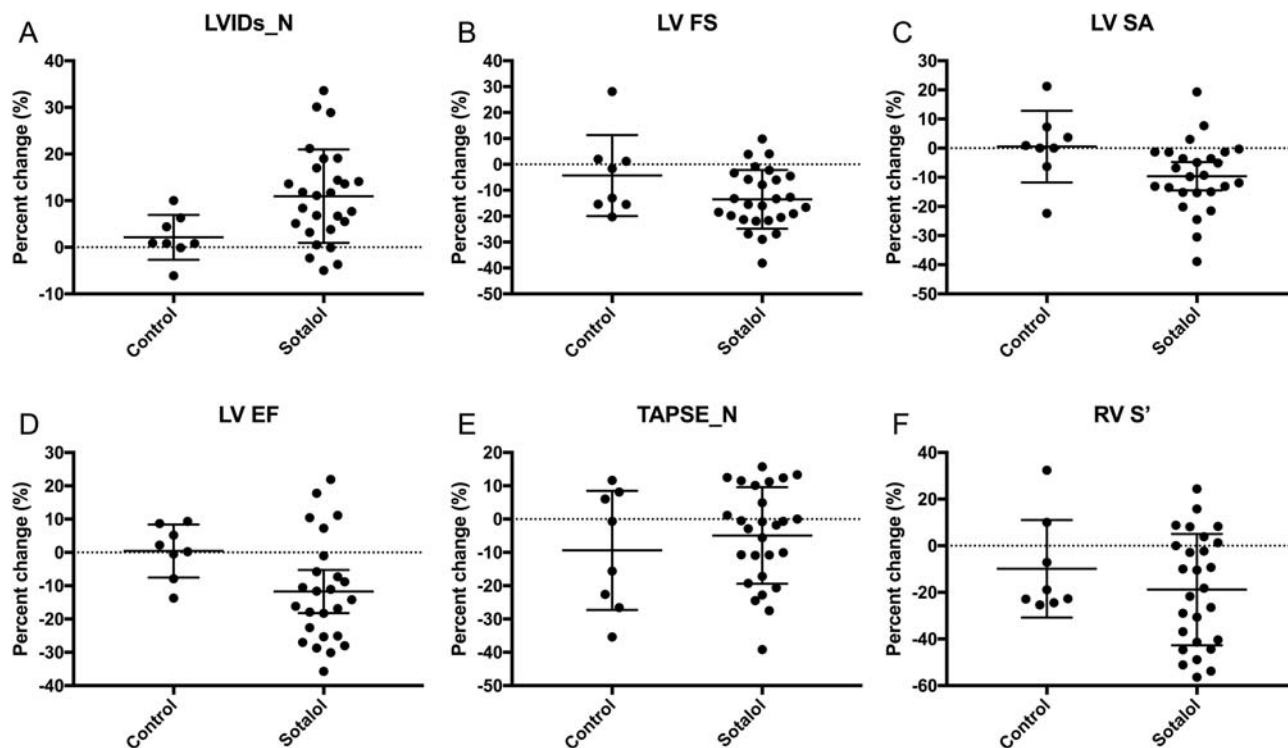 A
LVIDs_N
Percent change (%)
40
30
20
10
0
-10
Control
Sotalol
B
LV FS
Percent change (%)
40
30
20
10
0
-10
-20
-30
-40
-50
Control
Sotalol
C
LV SA
Percent change (%)
30
20
10
0
-10
-20
-30
-40
-50
Control
Sotalol
D
LV EF
Percent change (%)
30
20
10
0
-10
-20
-30
-40
Control
Sotalol
E
TAPSE_N
Percent change (%)
20
10
0
-10
-20
-30
-40
-50
Control
Sotalol
F
RV S’
Percent change (%)
40
20
0
-20
-40
-60
Control
Sotalol